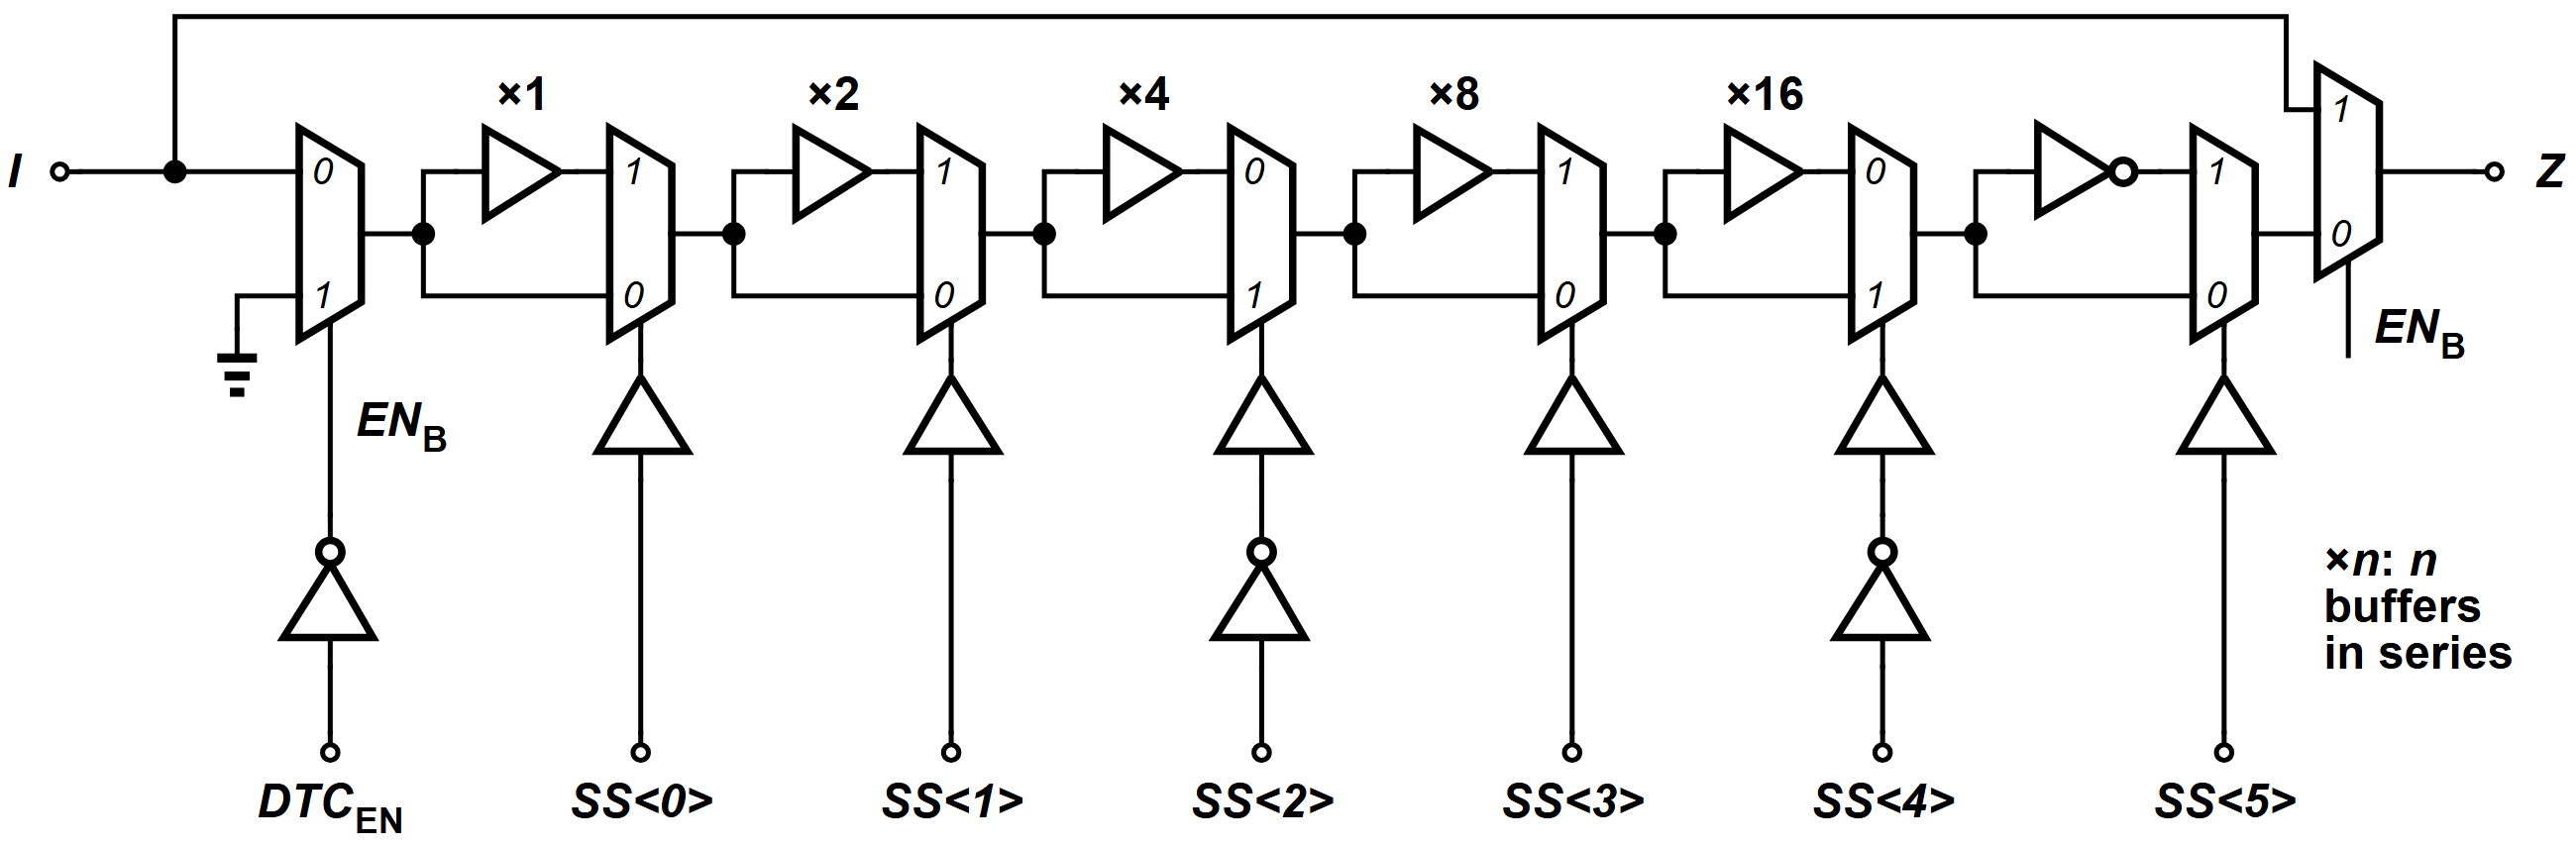 ×1
×2
×4
×8
×16
1
I
0
1
1
0
1
0
1
Z
0
1
0
0
1
0
1
0
EN_B
EN_B
×n: n
buffers
in series
DTC_EN
SS<0>
SS<1>
SS<2>
SS<3>
SS<4>
SS<5>